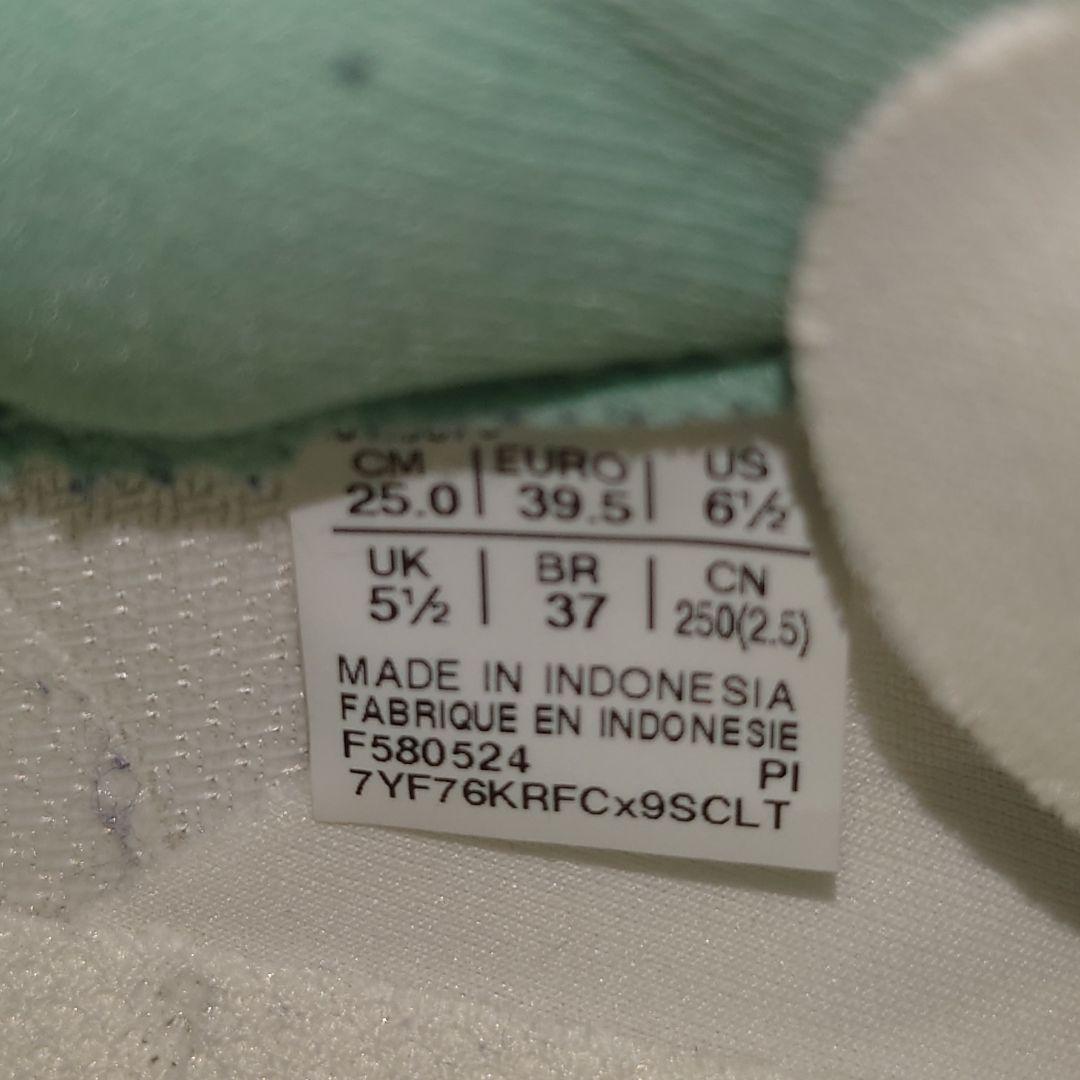 CM | EURO | US
25.0 | 39.5 | 6½
UK | BR | CN
5½ | 37 | 250(2.5)
MADE IN INDONESIA
FABRIQUE EN INDONESIE
F580524 PI
7YF76KRFCx9SCLT